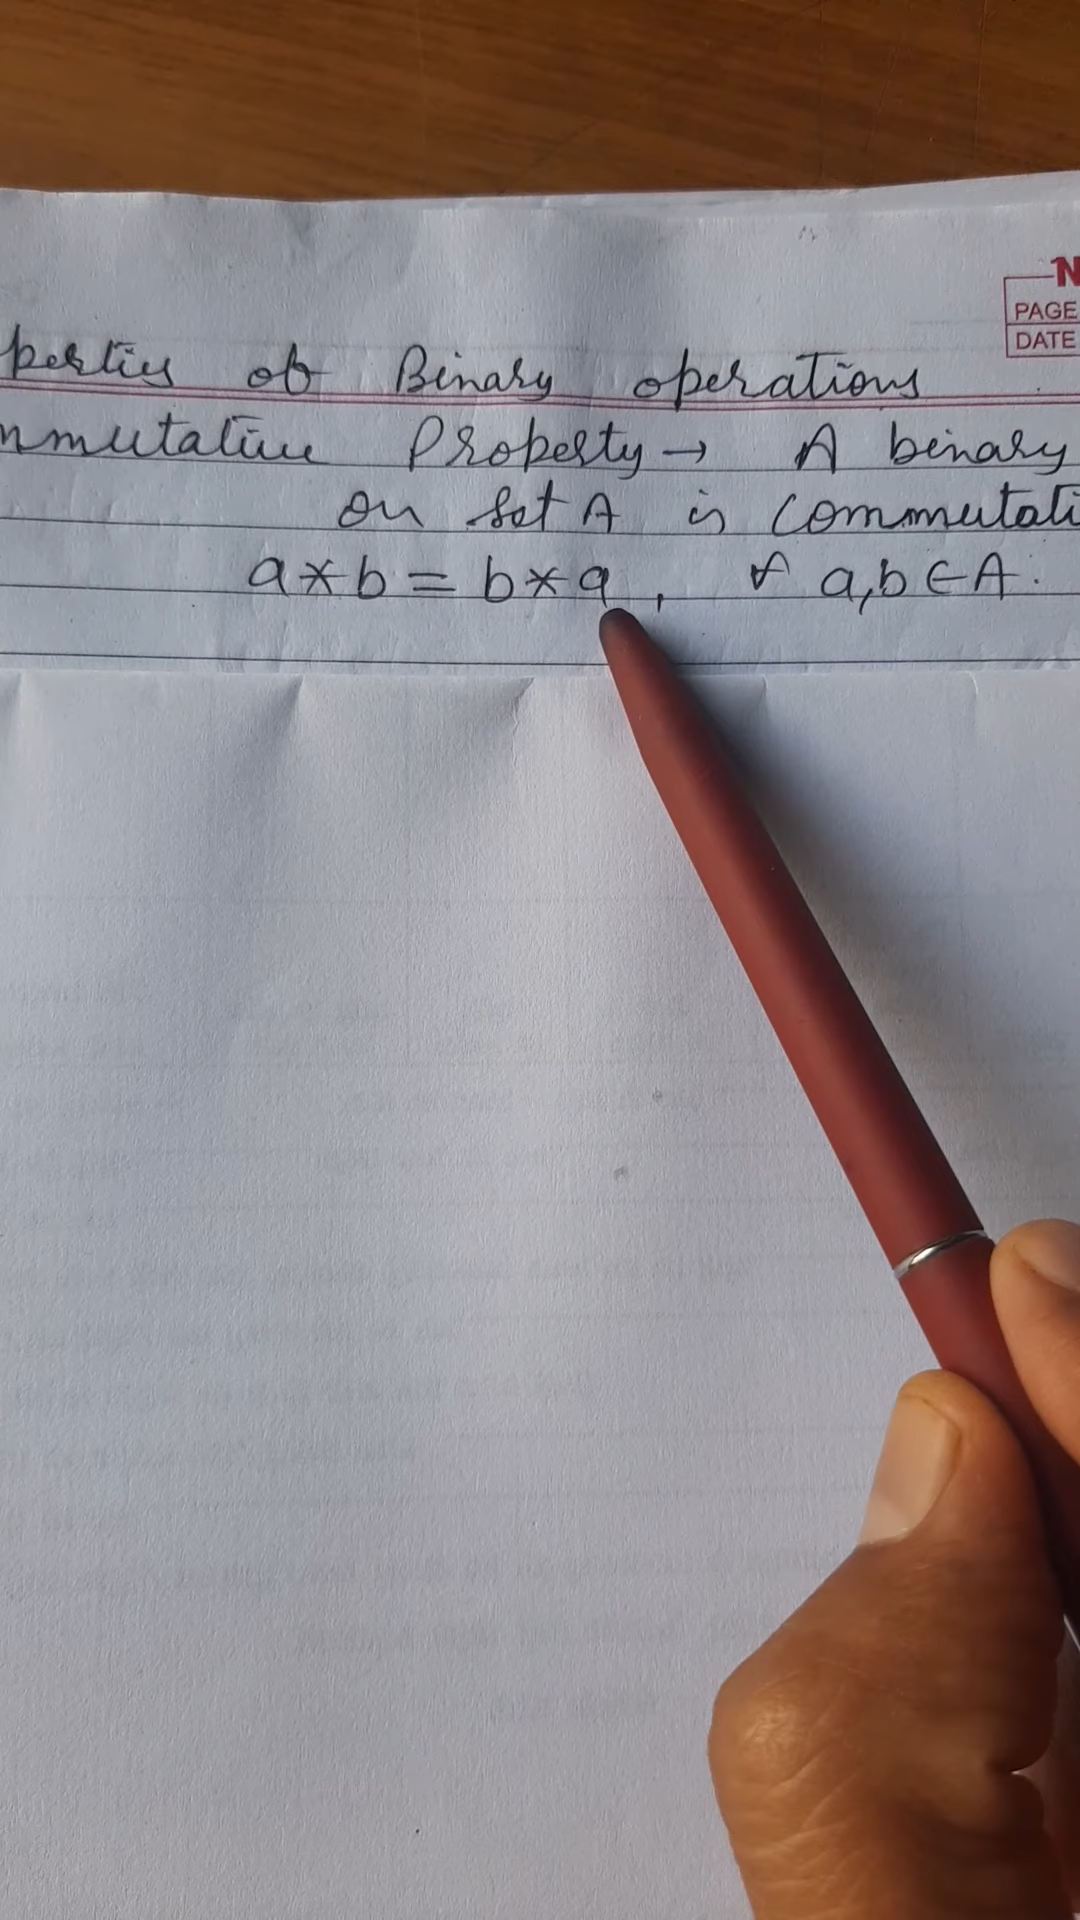 N
PAGE
DATE
perties of Binary operations
mmutative Property → A binary
on set A is Commutati
a * b = b * a , ∀ a,b ∈ A.